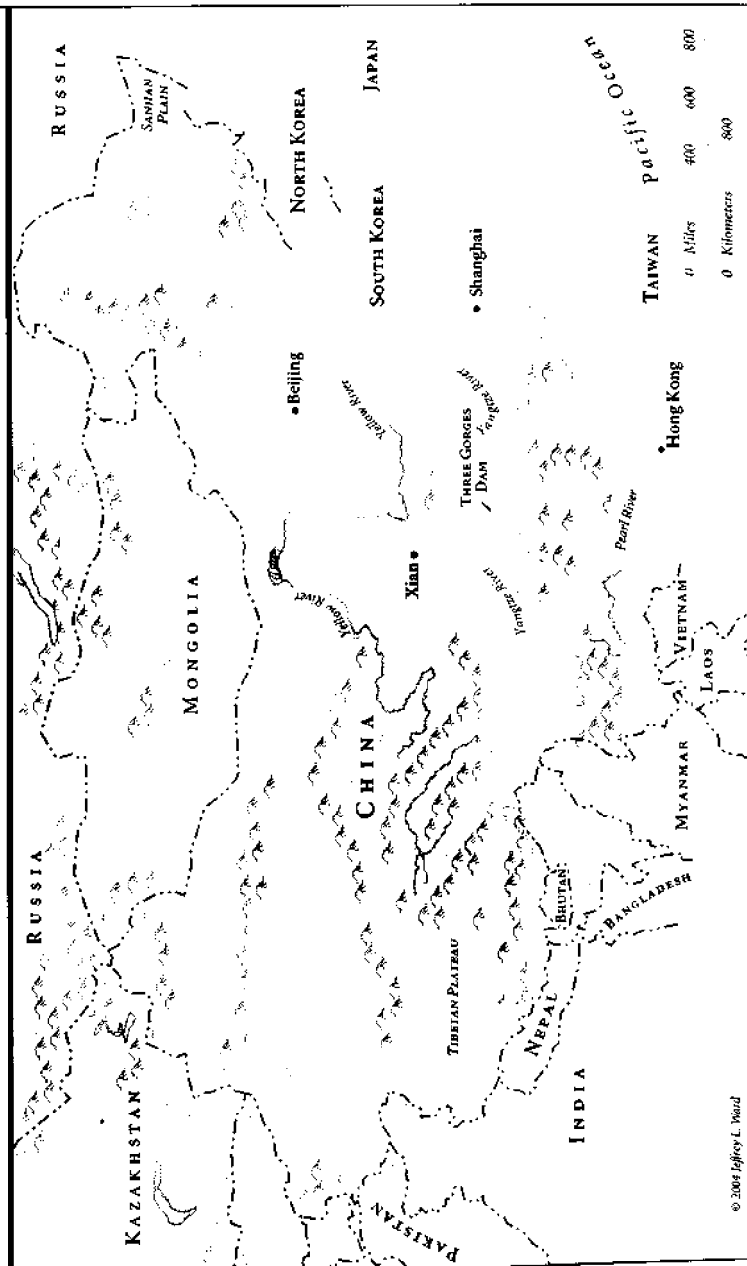 RUSSIA
RUSSIA
KAZAKHSTAN
MONGOLIA
SANHAN
PLAIN
NORTH KOREA
SOUTH KOREA
JAPAN
Beijing
Yellow River
Yellow River
CHINA
Xian
Shanghai
THREE GORGES
DAM
Yangtze River
Yangtze River
TIBETAN PLATEAU
PAKISTAN
NEPAL
BHUTAN
INDIA
BANGLADESH
MYANMAR
LAOS
VIETNAM
Pearl River
Hong Kong
TAIWAN
Pacific Ocean
0 Miles 400 600 800
0 Kilometers 800
© 2004 Jeffrey L. Ward